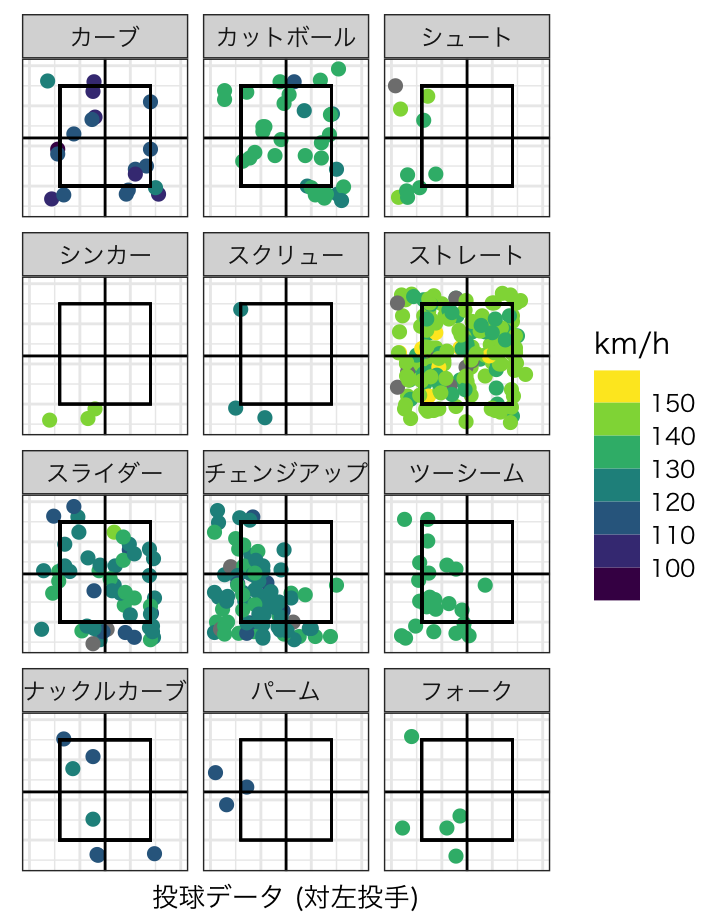 カーブ
カットボール
シュート
シンカー
スクリュー
ストレート
スライダー
チェンジアップ
ツーシーム
ナックルカーブ
パーム
フォーク
km/h
150
140
130
120
110
100
投球データ (対左投手)